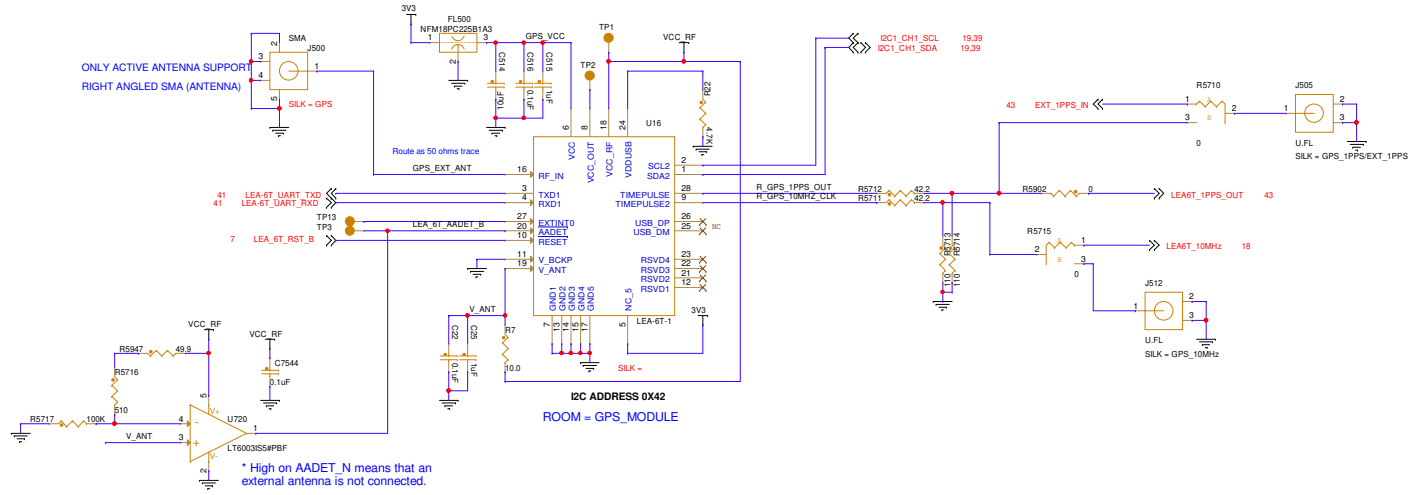 3V3
FL500
NFM18PC225B1A3
1
3
2
GPS_VCC
TP1
VCC_RF
I2C1_CH1_SCL 19,39
I2C1_CH1_SDA 19,39
SMA
J500
2
3
4
5
1
ONLY ACTIVE ANTENNA SUPPORT
RIGHT ANGLED SMA (ANTENNA)
SILK = GPS
C514
10uF
C516
0.1uF
C515
1uF
TP2
R22
4.7K
43 EXT_1PPS_IN
R5710
1
A
B
3
2
0
J505
1
2
3
U.FL
SILK = GPS_1PPS/EXT_1PPS
U16
6
8
18
24
VCC
VCC_OUT
VCC_RF
VDDUSB
Route as 50 ohms trace
GPS_EXT_ANT
16 RF_IN
SCL2 2
SDA2 1
41 LEA-6T_UART_TXD
3 TXD1
41 LEA-6T_UART_RXD
4 RXD1
TIMEPULSE 28
R_GPS_1PPS_OUT
R5712 42.2
TIMEPULSE2 9
R_GPS_10MHZ_CLK
R5711 42.2
R5902 0
LEA6T_1PPS_OUT 43
TP13
TP3
LEA_6T_AADET_B
27 EXTINT0
20 AADET
7 LEA_6T_RST_B
10 RESET
USB_DP 26
USB_DM 25
NC
11 V_BCKP
19 V_ANT
RSVD4 23
RSVD3 22
RSVD2 21
RSVD1 12
R5713
110
R5714
110
R5715
2
A
B
1
3
0
LEA6T_10MHz 18
J512
1
2
3
U.FL
SILK = GPS_10MHz
GND1
GND2
GND3
GND4
GND5
NC_5
7
13
14
15
17
5
LEA-6T-1
3V3
V_ANT
C22
0.1uF
C25
1uF
R7
10.0
SILK =
I2C ADDRESS 0X42
ROOM = GPS_MODULE
VCC_RF
R5947 49.9
R5716
510
VCC_RF
C7544
0.1uF
R5717 100K
5
V+
4
-
3
+
V-
2
1
U720
LT6003IS5#PBF
V_ANT
* High on AADET_N means that an
external antenna is not connected.